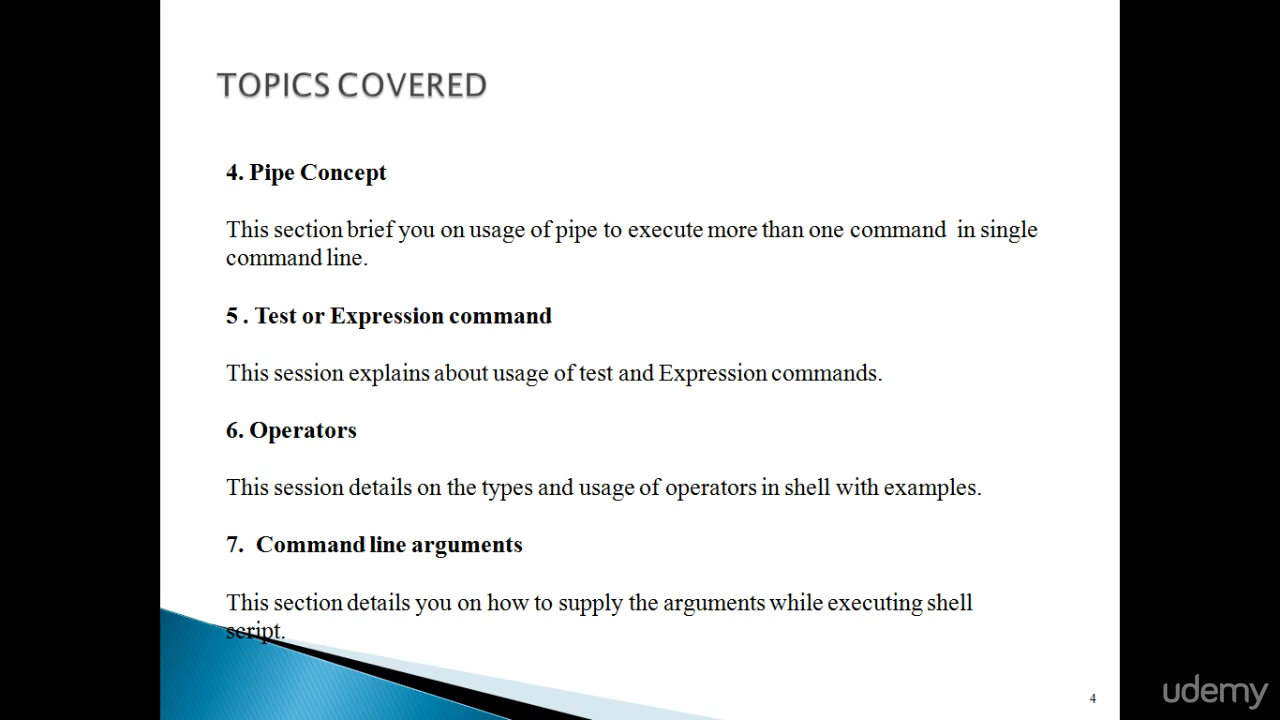 TOPICS COVERED
4. Pipe Concept
This section brief you on usage of pipe to execute more than one command in single
command line.
5 . Test or Expression command
This session explains about usage of test and Expression commands.
6. Operators
This session details on the types and usage of operators in shell with examples.
7. Command line arguments
This section details you on how to supply the arguments while executing shell
script.
4
udemy